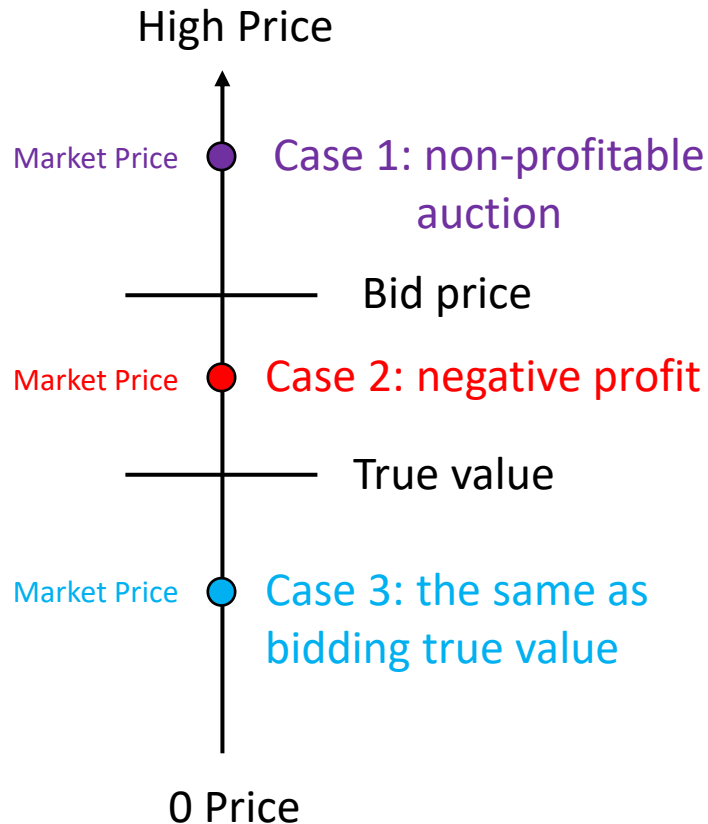 High Price
Market Price
Case 1: non-profitable
auction
Bid price
Market Price
Case 2: negative profit
True value
Market Price
Case 3: the same as
bidding true value
0 Price